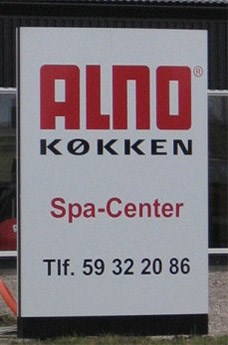 ALNO®
KØKKEN
Spa-Center
Tlf. 59 32 20 86